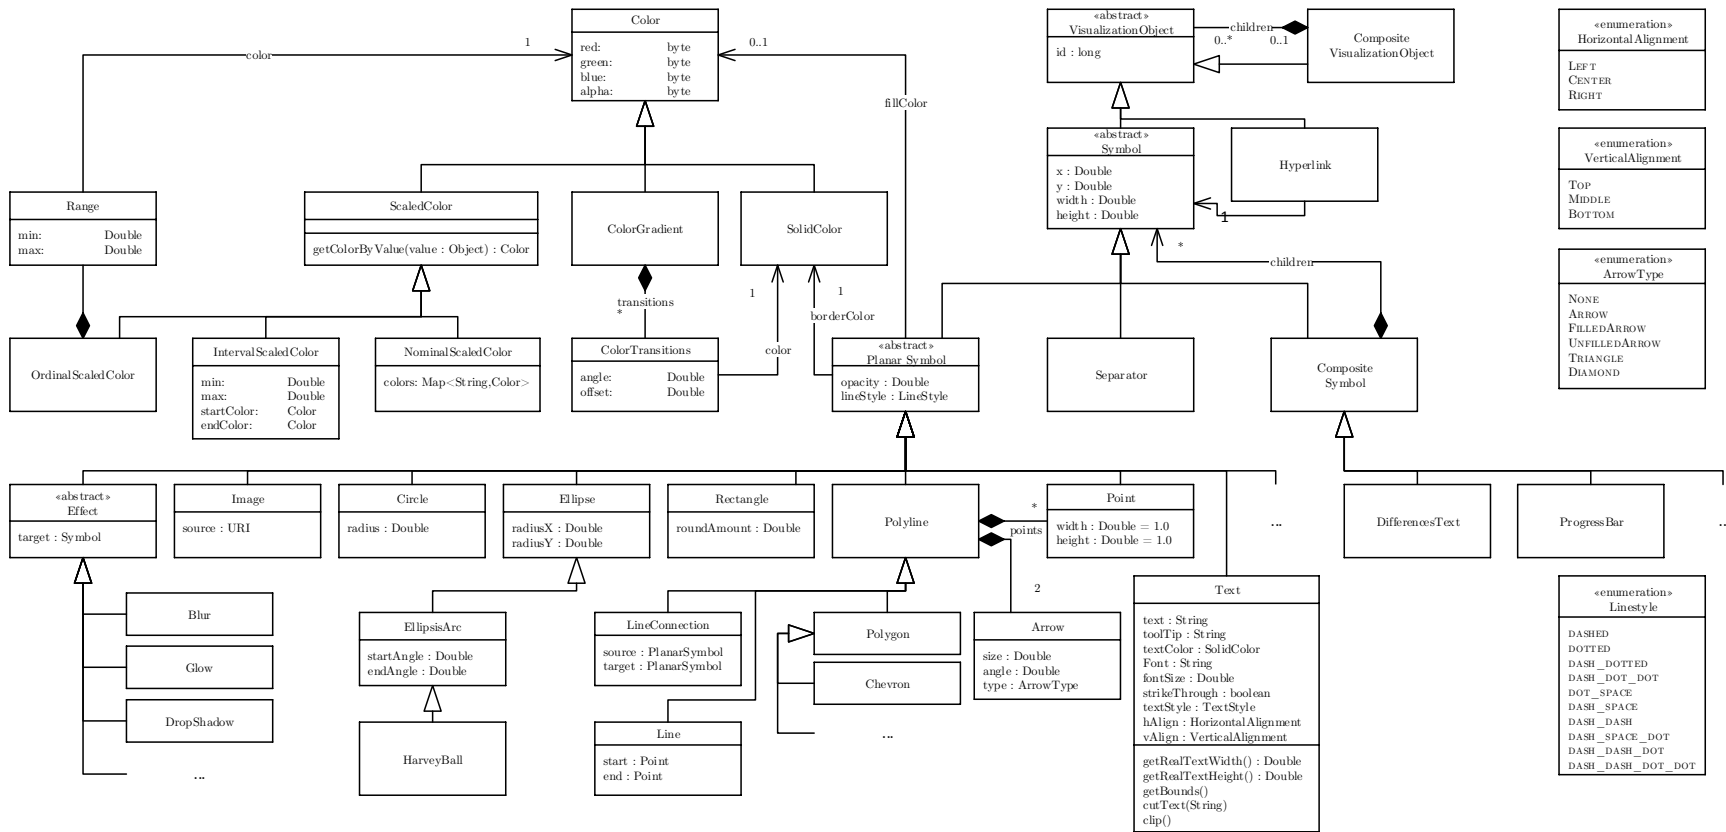 Color
red: byte
green: byte
blue: byte
alpha: byte
1
color
0..1
fillColor
«abstract»
VisualizationObject
id : long
children
0..*
0..1
Composite
VisualizationObject
«enumeration»
HorizontalAlignment
Left
Center
Right
«abstract»
Symbol
x : Double
y : Double
width : Double
height : Double
Hyperlink
1
«enumeration»
VerticalAlignment
Top
Middle
Bottom
Range
min: Double
max: Double
ScaledColor
getColorByValue(value : Object) : Color
ColorGradient
SolidColor
*
children
«enumeration»
ArrowType
None
Arrow
FilledArrow
UnfilledArrow
Triangle
Diamond
transitions
*
1
color
1
borderColor
OrdinalScaledColor
IntervalScaledColor
min: Double
max: Double
startColor: Color
endColor: Color
NominalScaledColor
colors: Map<String,Color>
ColorTransitions
angle: Double
offset: Double
«abstract»
Planar Symbol
opacity : Double
lineStyle : LineStyle
Separator
Composite
Symbol
«abstract»
Effect
target : Symbol
Image
source : URI
Circle
radius : Double
Ellipse
radiusX : Double
radiusY : Double
Rectangle
roundAmount : Double
Polyline
*
points
Point
width : Double = 1.0
height : Double = 1.0
...
DifferencesText
ProgressBar
..
Blur
Glow
DropShadow
...
EllipsisArc
startAngle : Double
endAngle : Double
HarveyBall
LineConnection
source : PlanarSymbol
target : PlanarSymbol
Line
start : Point
end : Point
Polygon
Chevron
...
2
Arrow
size : Double
angle : Double
type : ArrowType
Text
text : String
toolTip : String
textColor : SolidColor
Font : String
fontSize : Double
strikeThrough : boolean
textStyle : TextStyle
hAlign : HorizontalAlignment
vAlign : VerticalAlignment
getRealTextWidth() : Double
getRealTextHeight() : Double
getBounds()
cutText(String)
clip()
«enumeration»
Linestyle
dashed
dotted
dash_dotted
dash_dot_dot
dot_space
dash_space
dash_dash
dash_space_dot
dash_dash_dot
dash_dash_dot_dot